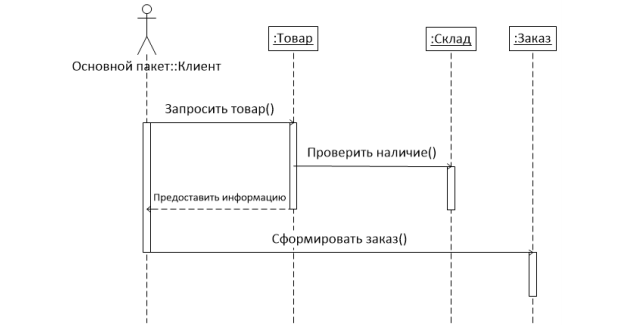 :Товар
:Склад
:Заказ
Основной пакет::Клиент
Запросить товар()
Проверить наличие()
Предоставить информацию
Сформировать заказ()